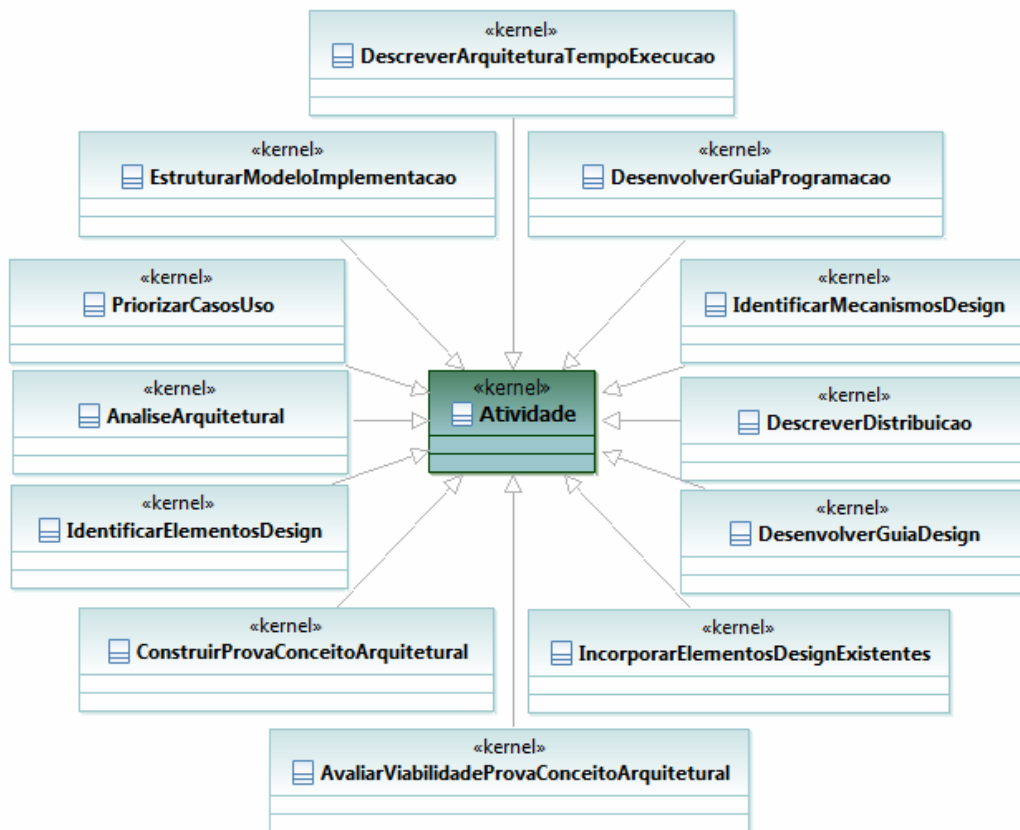 «kernel»
DescreverArquiteturaTempoExecucao
«kernel»
EstruturarModeloImplementacao
«kernel»
DesenvolverGuiaProgramacao
«kernel»
PriorizarCasosUso
«kernel»
IdentificarMecanismosDesign
«kernel»
Atividade
«kernel»
AnaliseArquitetural
«kernel»
DescreverDistribuicao
«kernel»
IdentificarElementosDesign
«kernel»
DesenvolverGuiaDesign
«kernel»
ConstruirProvaConceitoArquitetural
«kernel»
IncorporarElementosDesignExistentes
«kernel»
AvaliarViabilidadeProvaConceitoArquitetural